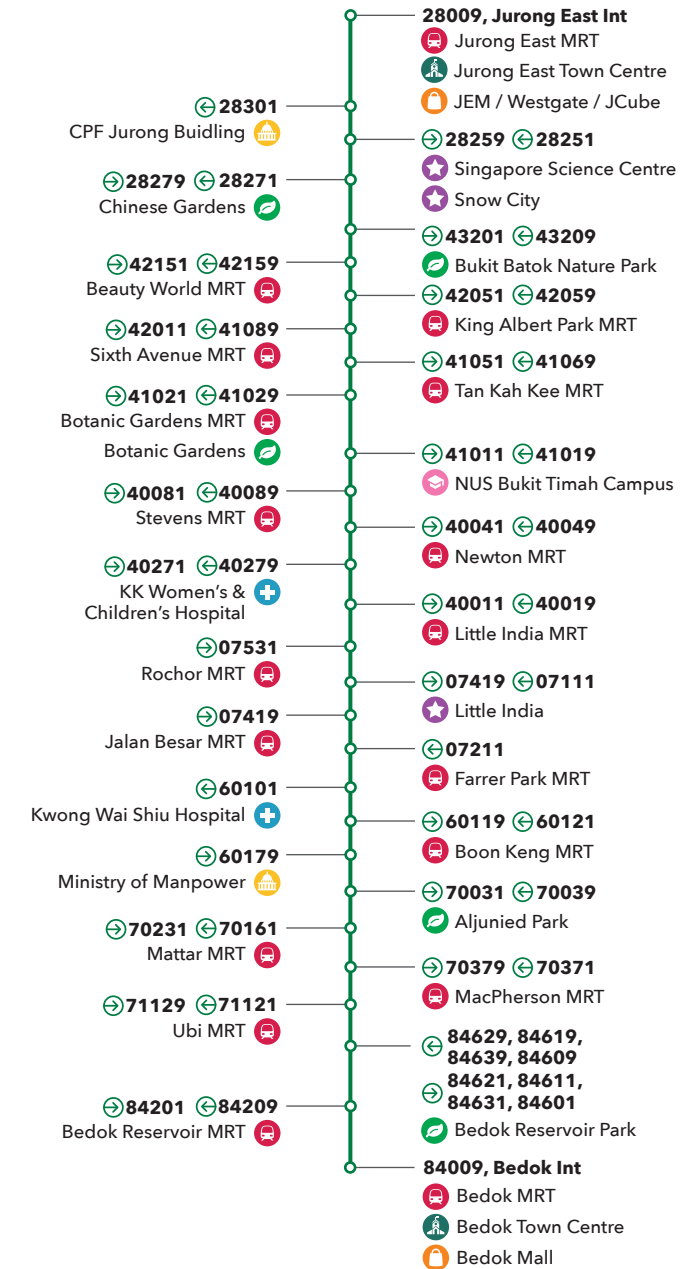 28009, Jurong East Int
Jurong East MRT
Jurong East Town Centre
JEM / Westgate / JCube
28301
CPF Jurong Buidling
28259 28251
Singapore Science Centre
Snow City
28279 28271
Chinese Gardens
43201 43209
Bukit Batok Nature Park
42151 42159
Beauty World MRT
42051 42059
King Albert Park MRT
42011 41089
Sixth Avenue MRT
41051 41069
Tan Kah Kee MRT
41021 41029
Botanic Gardens MRT
Botanic Gardens
41011 41019
NUS Bukit Timah Campus
40081 40089
Stevens MRT
40041 40049
Newton MRT
40271 40279
KK Women's &
Children's Hospital
40011 40019
Little India MRT
07531
Rochor MRT
07419 07111
Little India
07419
Jalan Besar MRT
07211
Farrer Park MRT
60101
Kwong Wai Shiu Hospital
60119 60121
Boon Keng MRT
60179
Ministry of Manpower
70031 70039
Aljunied Park
70231 70161
Mattar MRT
70379 70371
MacPherson MRT
71129 71121
Ubi MRT
84629, 84619,
84639, 84609
84621, 84611,
84631, 84601
Bedok Reservoir Park
84201 84209
Bedok Reservoir MRT
84009, Bedok Int
Bedok MRT
Bedok Town Centre
Bedok Mall